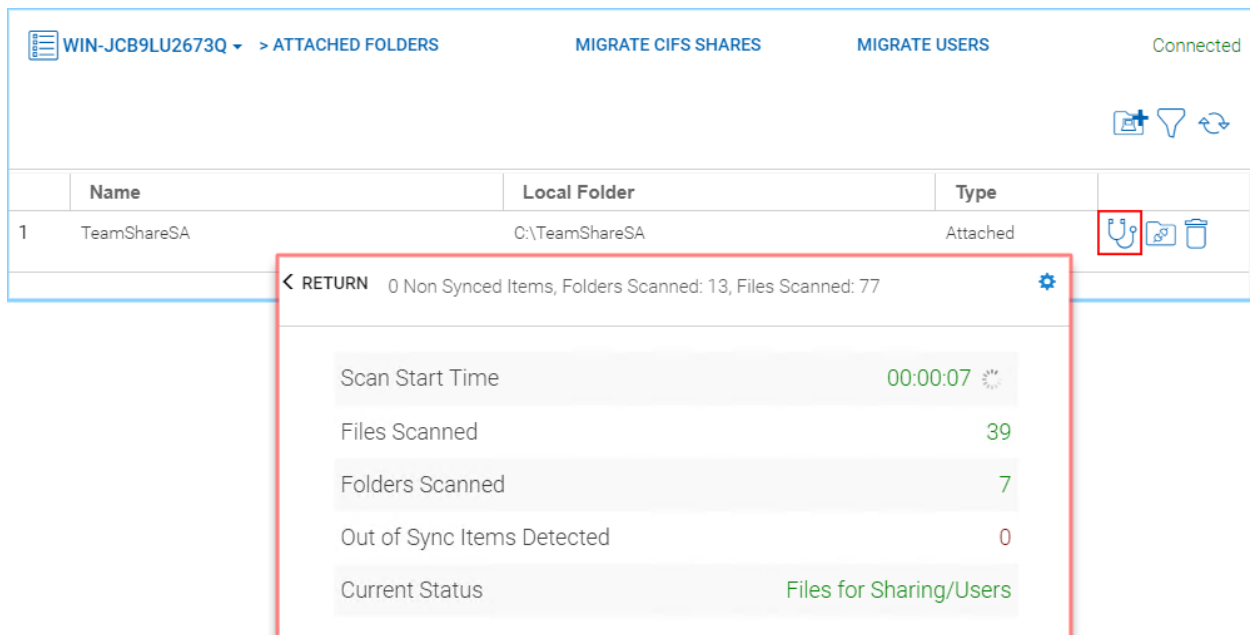 WIN-JCB9LU2673Q > ATTACHED FOLDERS MIGRATE CIFS SHARES MIGRATE USERS Connected
Name Local Folder Type
1 TeamShareSA C:\TeamShareSA Attached
RETURN 0 Non Synced Items, Folders Scanned: 13, Files Scanned: 77
Scan Start Time 00:00:07
Files Scanned 39
Folders Scanned 7
Out of Sync Items Detected 0
Current Status Files for Sharing/Users